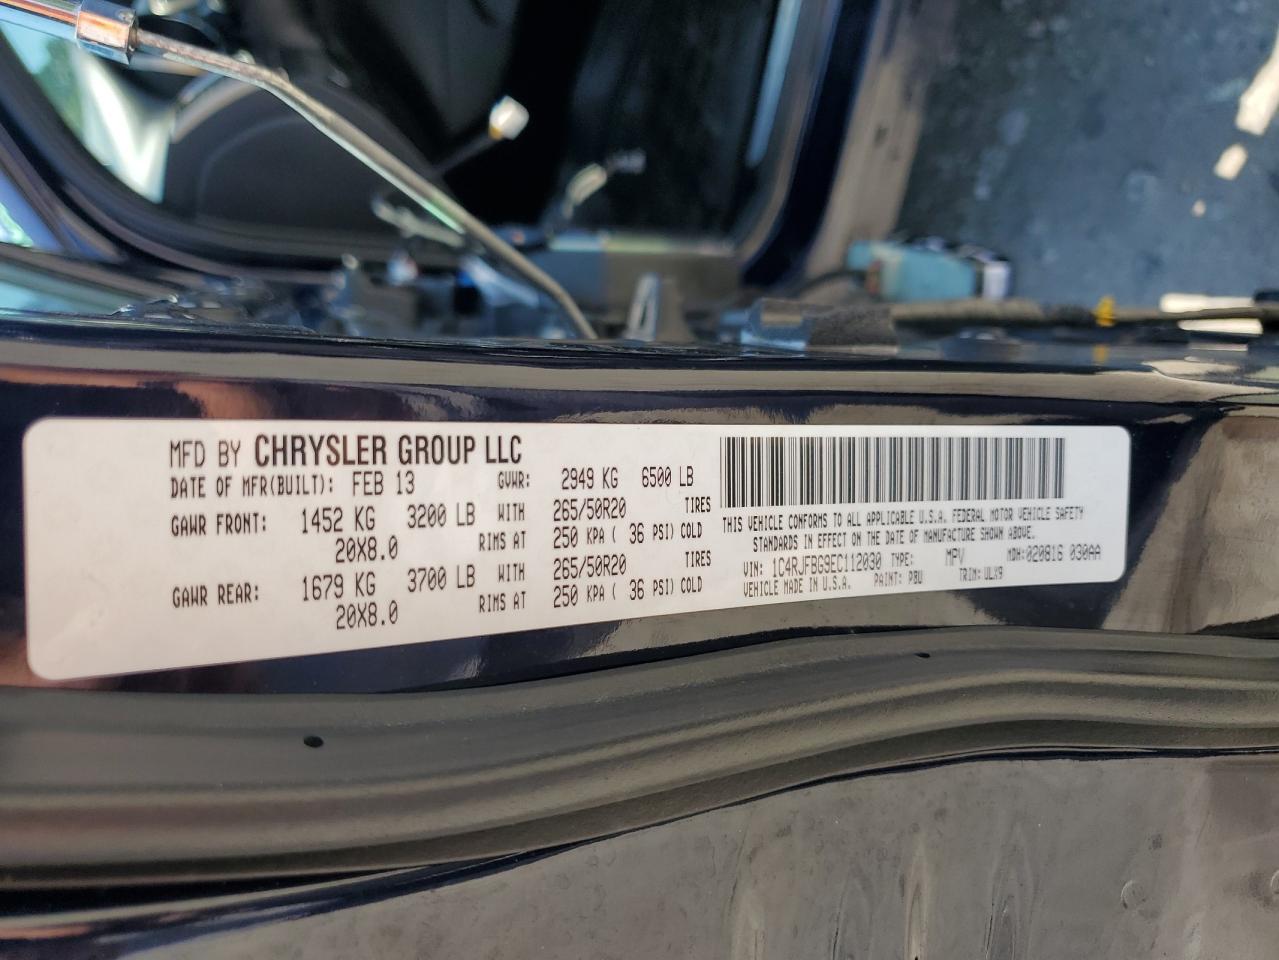 MFD BY CHRYSLER GROUP LLC
DATE OF MFR(BUILT): FEB 13 GVWR: 2949 KG 6500 LB
GAWR FRONT: 1452 KG 3200 LB WITH 265/50R20 TIRES
20X8.0 RIMS AT 250 KPA ( 36 PSI) COLD
GAWR REAR: 1679 KG 3700 LB WITH 265/50R20 TIRES
20X8.0 RIMS AT 250 KPA ( 36 PSI) COLD
THIS VEHICLE CONFORMS TO ALL APPLICABLE U.S.A. FEDERAL MOTOR VEHICLE SAFETY
STANDARDS IN EFFECT ON THE DATE OF MANUFACTURE SHOWN ABOVE.
VIN: 1C4RJFBG9EC112030 TYPE: MPV MDH: 020816 030AA
VEHICLE MADE IN U.S.A. PAINT: PBU TRIM: ULX9